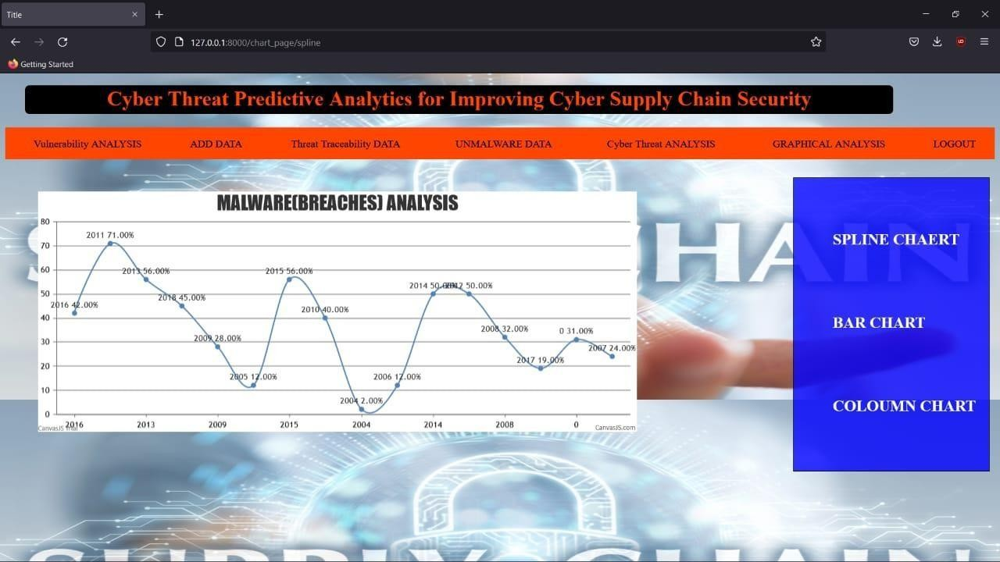 Title
127.0.0.1:8000/chart_page/spline
Getting Started
Cyber Threat Predictive Analytics for Improving Cyber Supply Chain Security
Vulnerability ANALYSIS ADD DATA Threat Traceability DATA UNMALWARE DATA Cyber Threat ANALYSIS GRAPHICAL ANALYSIS LOGOUT
MALWARE(BREACHES) ANALYSIS
80
70
60
50
40
30
20
10
0
2016 42.00%
2011 71.00%
2013 56.00%
2018 45.00%
2009 28.00%
2005 12.00%
2015 56.00%
2010 40.00%
2004 2.00%
2006 12.00%
2014 50.00%
2012 50.00%
2008 32.00%
2017 19.00%
0 31.00%
2007 24.00%
2016 2013 2009 2015 2004 2014 2008 0
CanvasJS Trial CanvasJS.com
CHAIN
SPLINE CHAERT
BAR CHART
COLOUMN CHART
SUPPLY CHAIN